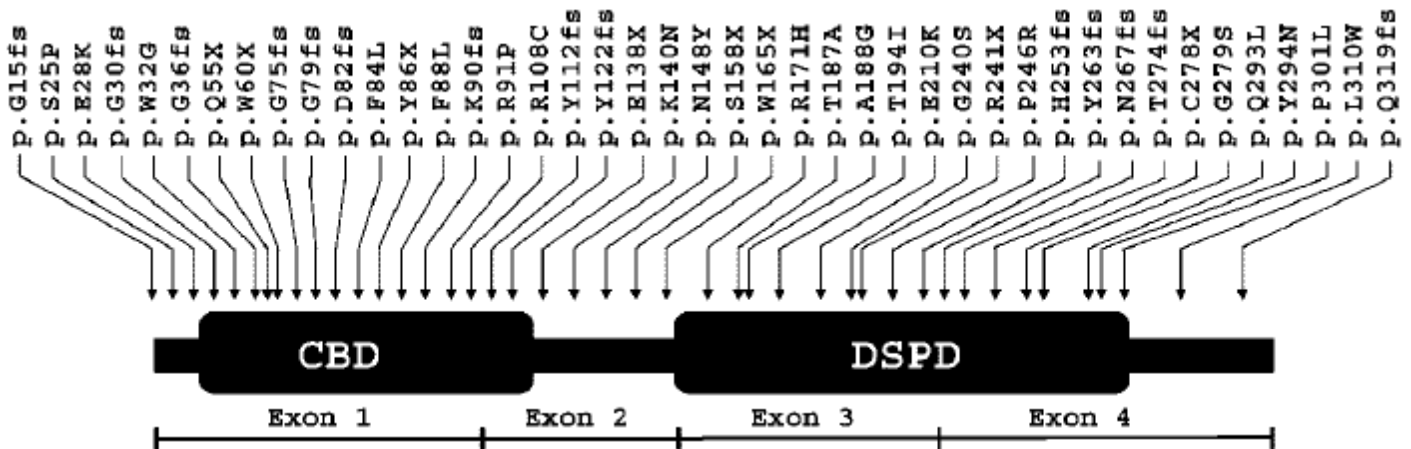 p.G15fs
p.S25P
p.E28K
p.G30fs
p.W32G
p.G36fs
p.Q55X
p.W60X
p.G75fs
p.G79fs
p.D82fs
p.F84L
p.Y86X
p.F88L
p.K90fs
p.R91P
p.R108C
p.Y112fs
p.Y122fs
p.E138X
p.K140N
p.N148Y
p.S158X
p.W165X
p.R171H
p.T187A
p.A188G
p.T194I
p.E210K
p.G240S
p.R241X
p.P246R
p.H253fs
p.Y263fs
p.N267fs
p.T274fs
p.C278X
p.G279S
p.Q293L
p.Y294N
p.P301L
p.L310W
p.Q319fs
CBD DSPD
Exon 1 Exon 2 Exon 3 Exon 4